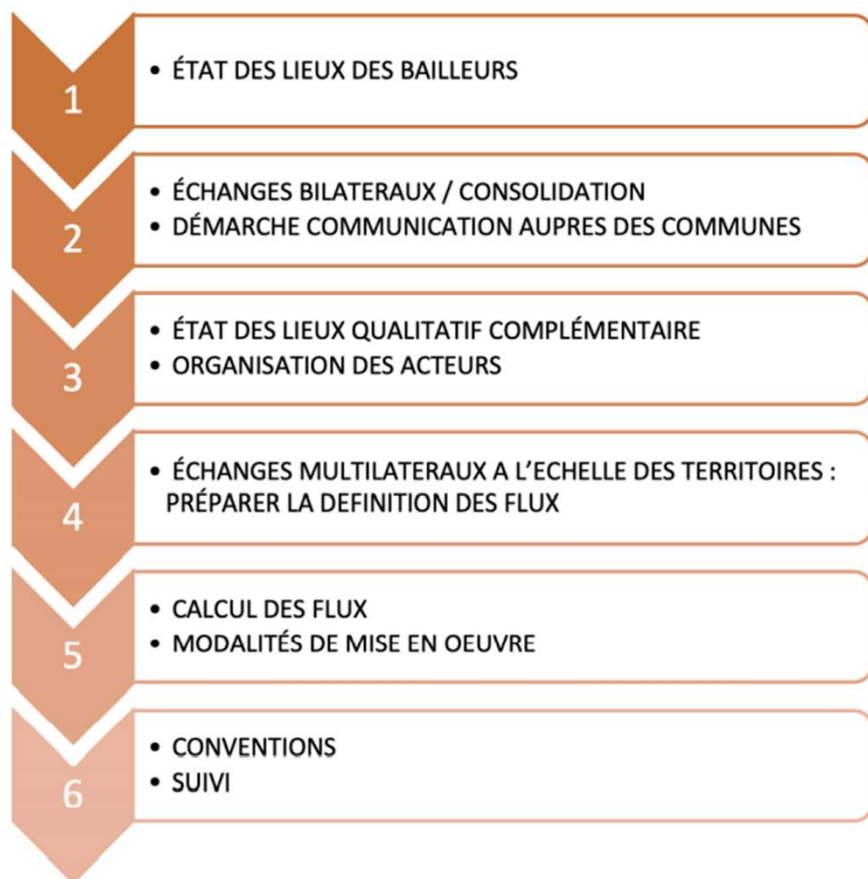 1
• ÉTAT DES LIEUX DES BAILLEURS
2
• ÉCHANGES BILATERAUX / CONSOLIDATION
• DÉMARCHE COMMUNICATION AUPRES DES COMMUNES
3
• ÉTAT DES LIEUX QUALITATIF COMPLÉMENTAIRE
• ORGANISATION DES ACTEURS
4
• ÉCHANGES MULTILATERAUX A L’ECHELLE DES TERRITOIRES :
PRÉPARER LA DEFINITION DES FLUX
5
• CALCUL DES FLUX
• MODALITÉS DE MISE EN OEUVRE
6
• CONVENTIONS
• SUIVI